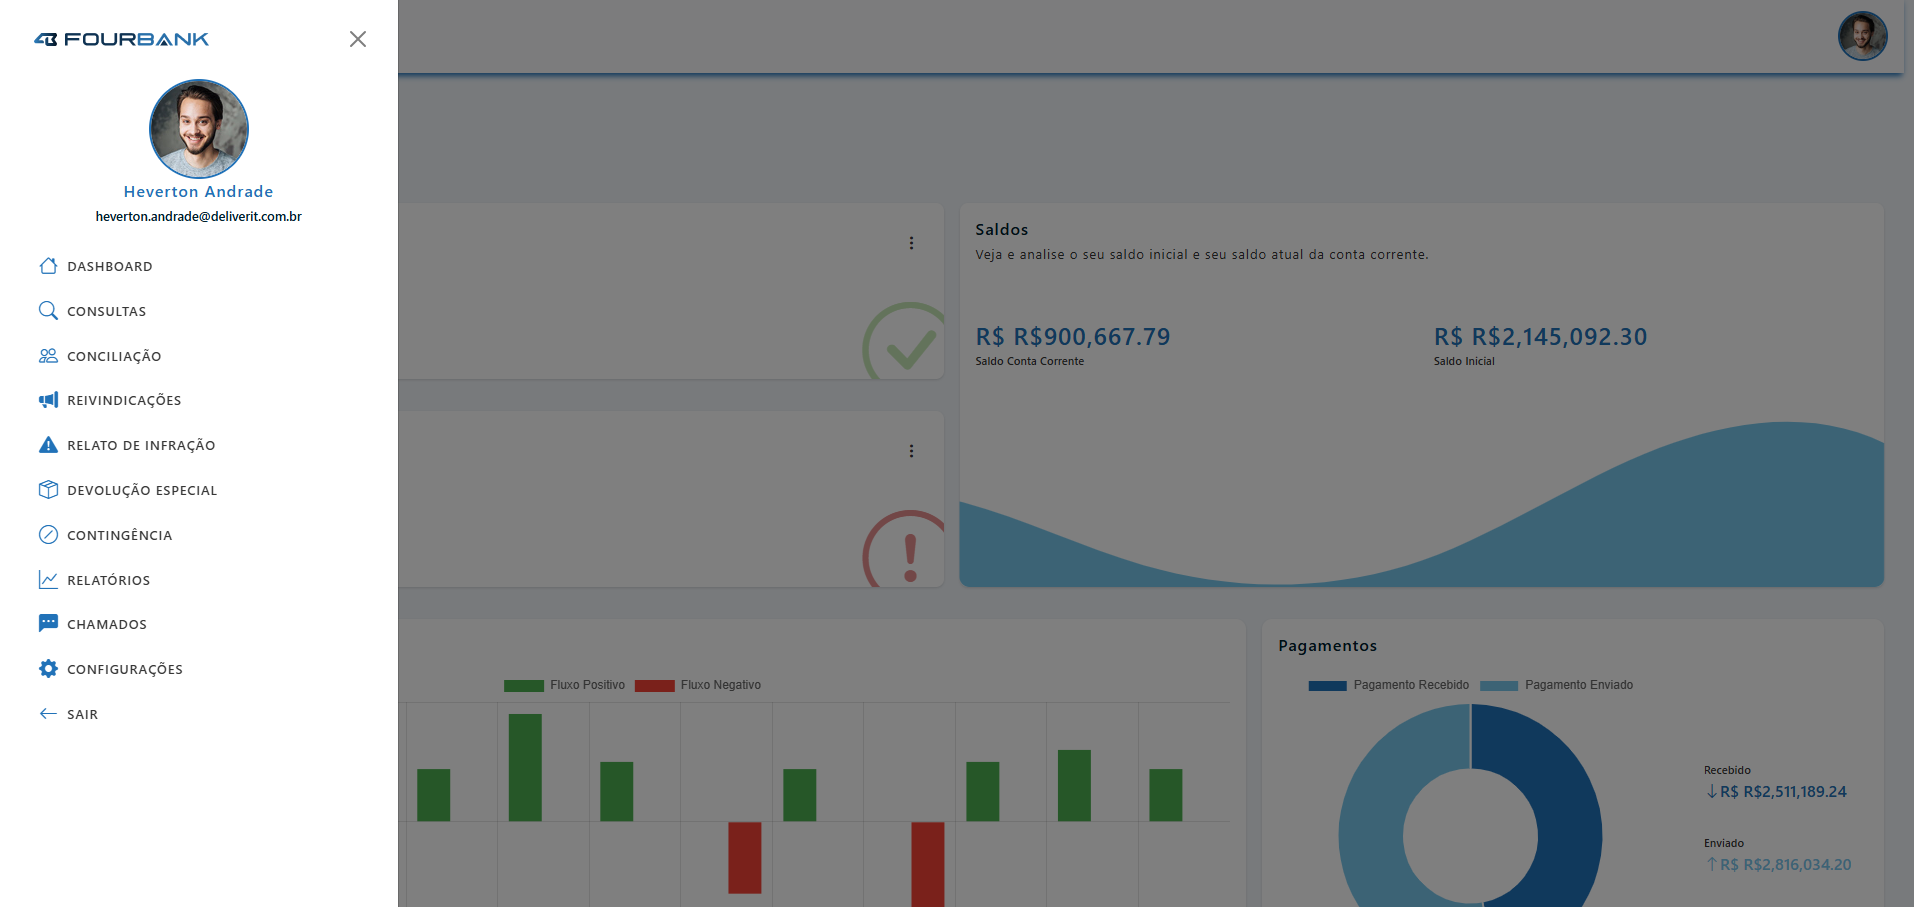 4B FOURBANK
Heverton Andrade
heverton.andrade@deliverit.com.br
DASHBOARD
CONSULTAS
CONCILIAÇÃO
REIVINDICAÇÕES
RELATO DE INFRAÇÃO
DEVOLUÇÃO ESPECIAL
CONTINGÊNCIA
RELATÓRIOS
CHAMADOS
CONFIGURAÇÕES
SAIR
Saldos
Veja e analise o seu saldo inicial e seu saldo atual da conta corrente.
R$ R$900,667.79
Saldo Conta Corrente
R$ R$2,145,092.30
Saldo Inicial
Fluxo Positivo
Fluxo Negativo
Pagamentos
Pagamento Recebido
Pagamento Enviado
Recebido
↓R$ R$2,511,189.24
Enviado
↑R$ R$2,816,034.20